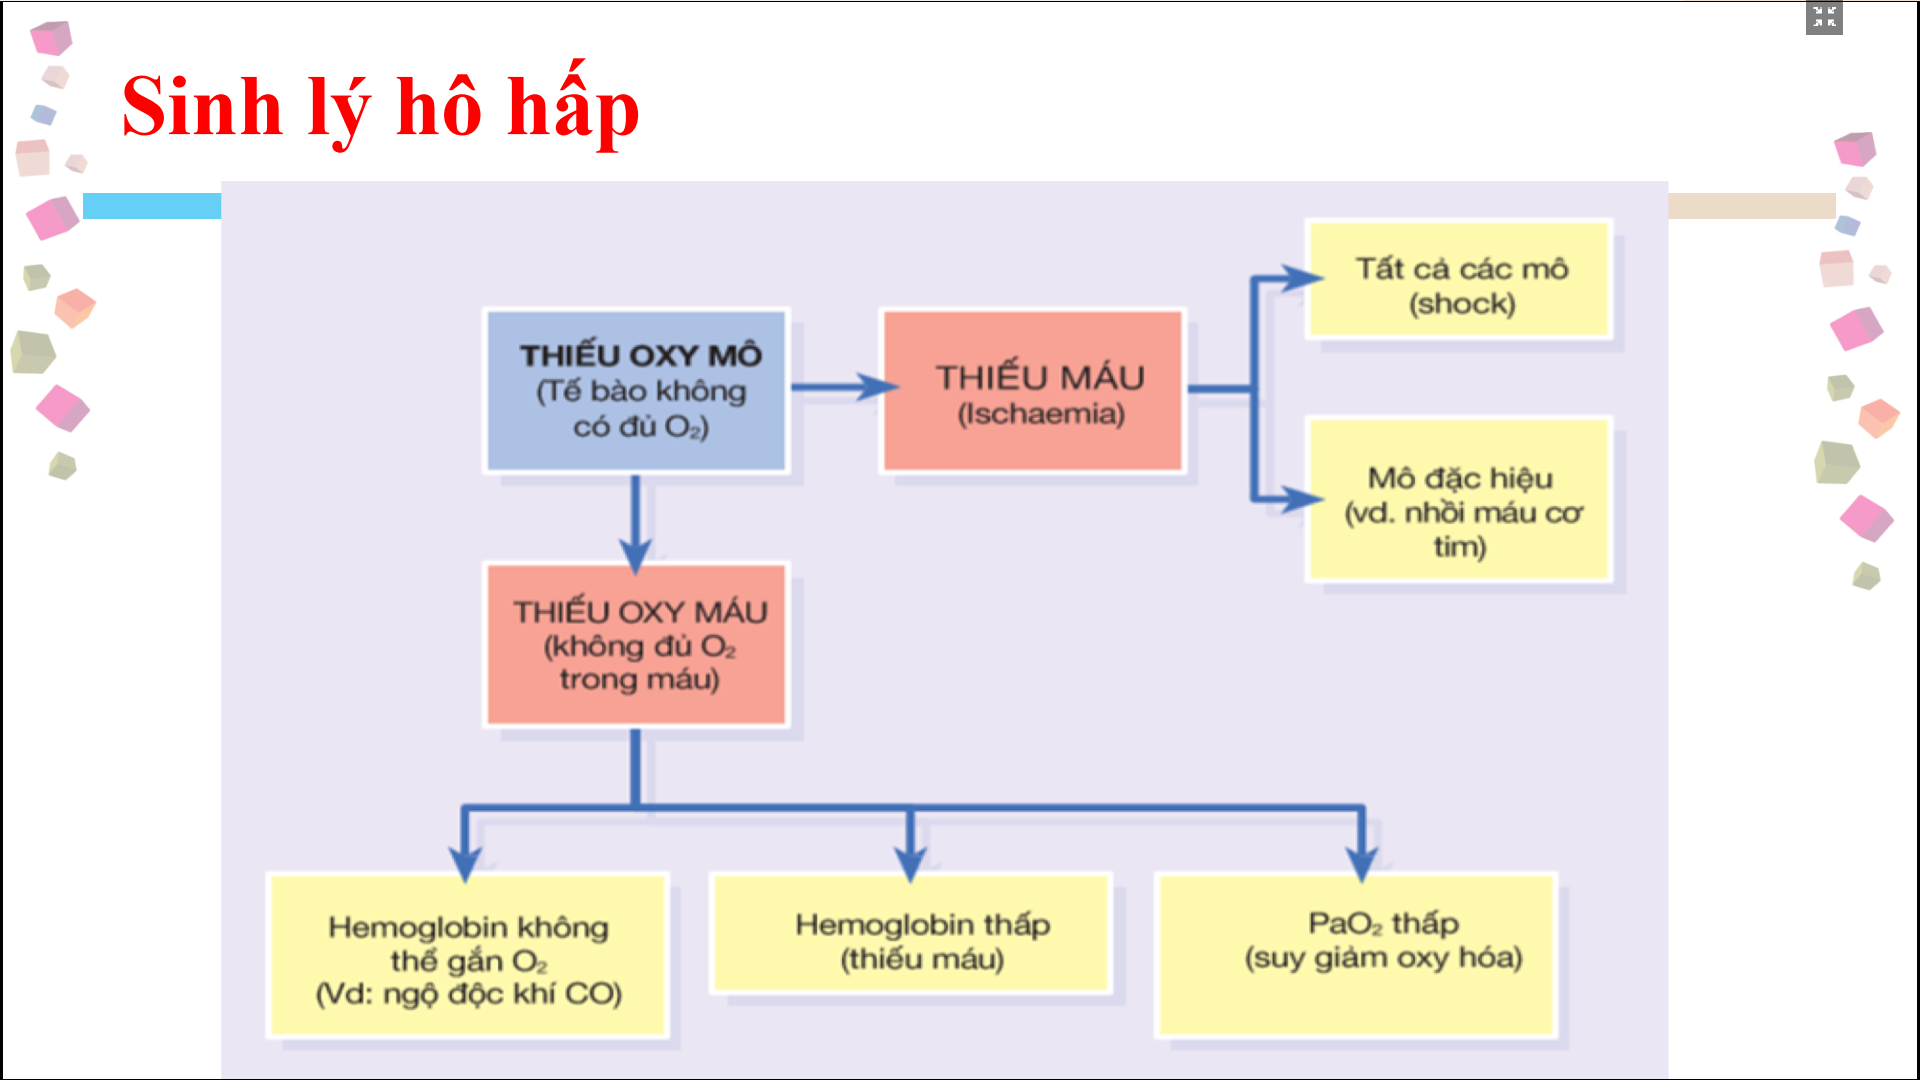 Sinh lý hô hấp
THIẾU OXY MÔ
(Tế bào không
có đủ O₂)
THIẾU MÁU
(Ischaemia)
Tất cả các mô
(shock)
Mô đặc hiệu
(vd. nhồi máu cơ
tim)
THIẾU OXY MÁU
(không đủ O₂
trong máu)
Hemoglobin không
thể gắn O₂
(Vd: ngộ độc khí CO)
Hemoglobin thấp
(thiếu máu)
PaO₂ thấp
(suy giảm oxy hóa)